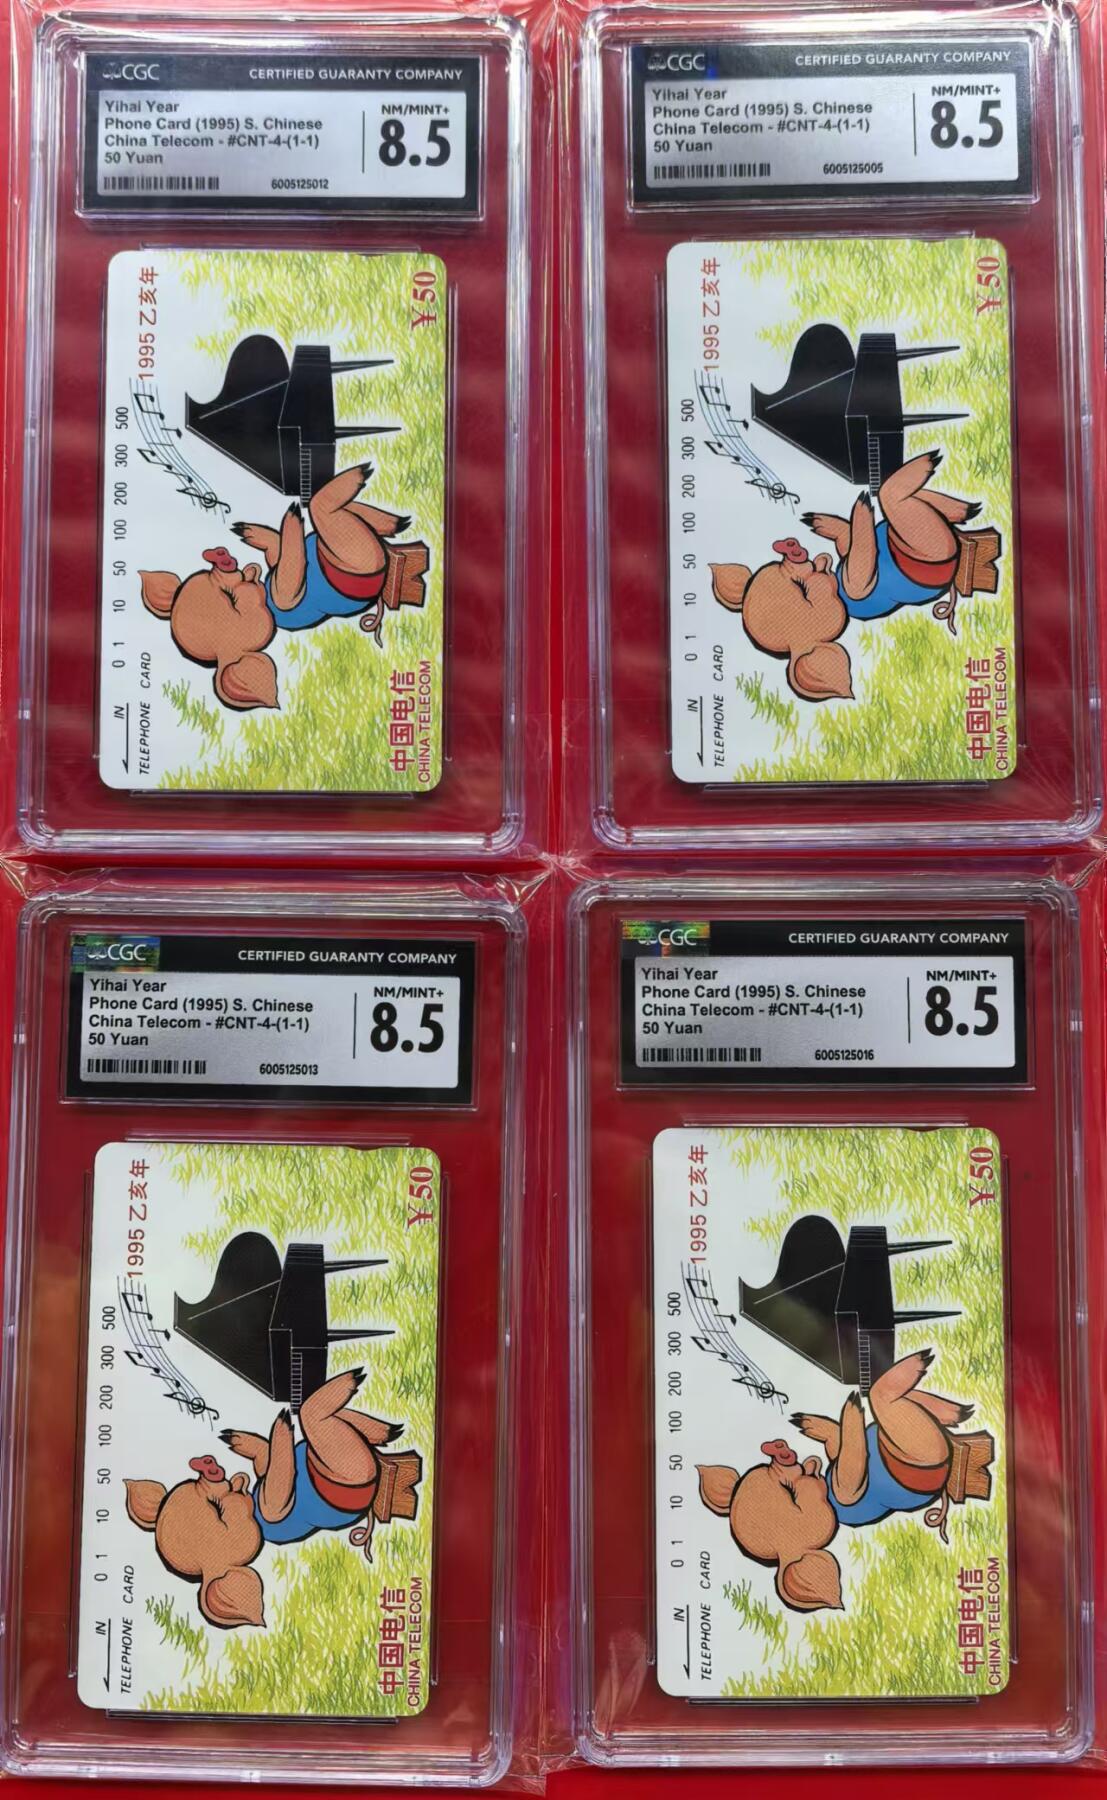 CGC
CERTIFIED GUARANTY COMPANY
Yihai Year
Phone Card (1995) S. Chinese
China Telecom - #CNT-4-(1-1)
50 Yuan
NM/MINT+
8.5
6005125012
1995 乙亥年
¥50
0 1 10 50 100 200 300 500
IN
TELEPHONE CARD
中国电信
CHINA TELECOM
CGC
CERTIFIED GUARANTY COMPANY
Yihai Year
Phone Card (1995) S. Chinese
China Telecom - #CNT-4-(1-1)
50 Yuan
NM/MINT+
8.5
6005125005
1995 乙亥年
¥50
0 1 10 50 100 200 300 500
IN
TELEPHONE CARD
中国电信
CHINA TELECOM
CGC
CERTIFIED GUARANTY COMPANY
Yihai Year
Phone Card (1995) S. Chinese
China Telecom - #CNT-4-(1-1)
50 Yuan
NM/MINT+
8.5
6005125013
1995 乙亥年
¥50
0 1 10 50 100 200 300 500
IN
TELEPHONE CARD
中国电信
CHINA TELECOM
CGC
CERTIFIED GUARANTY COMPANY
Yihai Year
Phone Card (1995) S. Chinese
China Telecom - #CNT-4-(1-1)
50 Yuan
NM/MINT+
8.5
6005125016
1995 乙亥年
¥50
0 1 10 50 100 200 300 500
IN
TELEPHONE CARD
中国电信
CHINA TELECOM